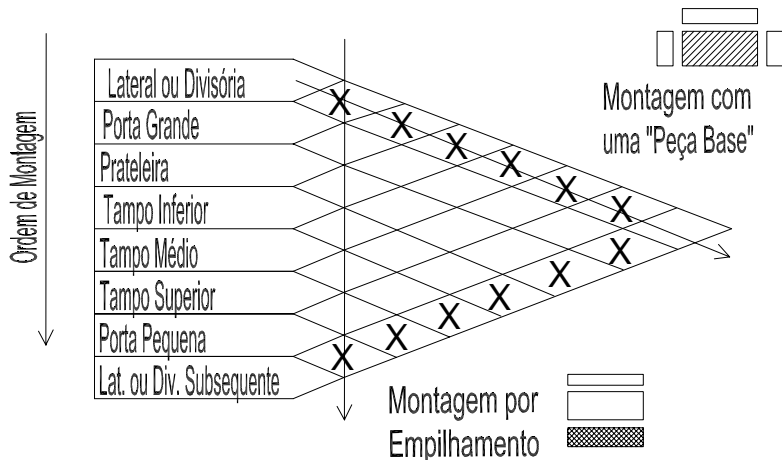 Ordem de Montagem
Lateral ou Divisória
Porta Grande
Prateleira
Tampo Inferior
Tampo Médio
Tampo Superior
Porta Pequena
Lat. ou Div. Subsequente
X
X
X
X
X
X
X
X
X
X
X
X
Montagem com
uma "Peça Base"
Montagem por
Empilhamento